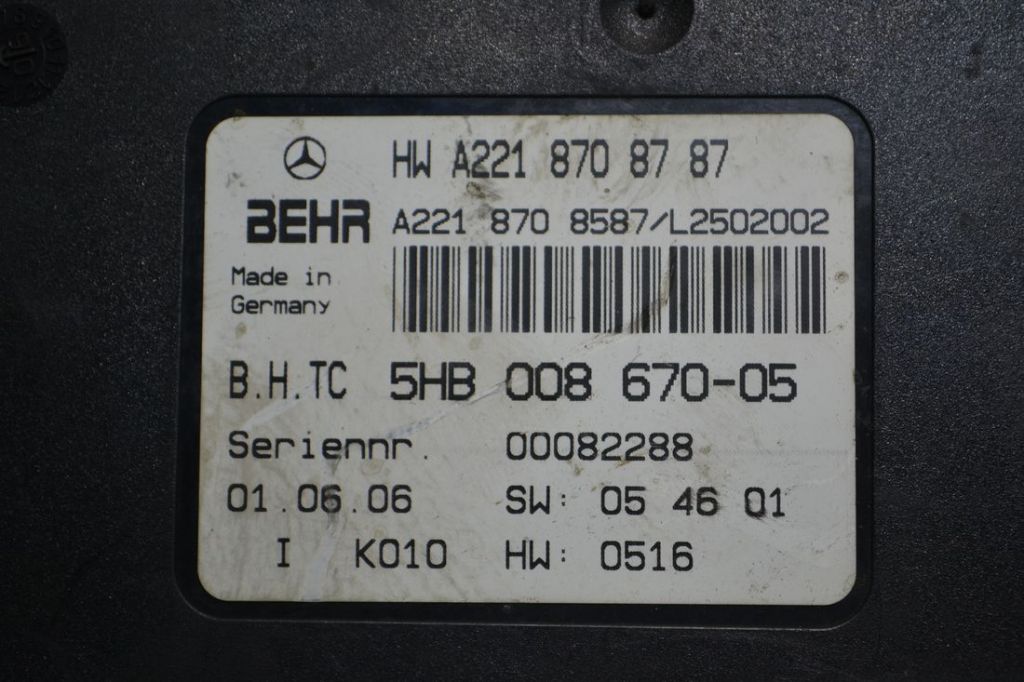 HW A221 870 87 87
BEHR A221 870 8587/L2502002
Made in
Germany
B.H.TC 5HB 008 670-05
Seriennr. 00082288
01.06.06 SW: 05 46 01
I K010 HW: 0516